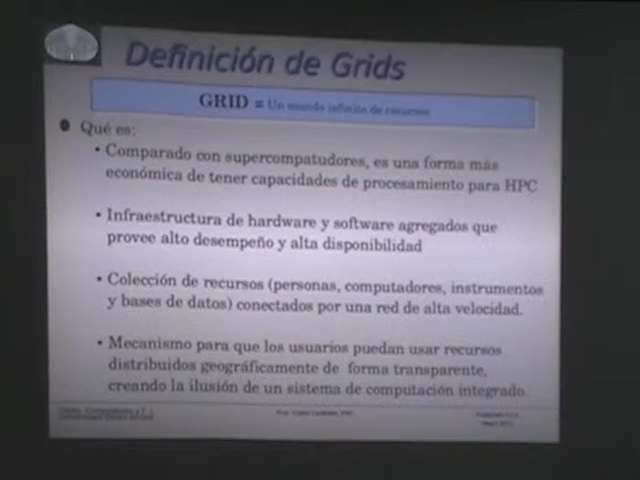 Definición de Grids
GRID = Un mundo infinito de recursos
Qué es:
• Comparado con supercomputadores, es una forma más
económica de tener capacidades de procesamiento para HPC
• Infraestructura de hardware y software agregados que
provee alto desempeño y alta disponibilidad
• Colección de recursos (personas, computadores, instrumentos
y bases de datos) conectados por una red de alta velocidad.
• Mecanismo para que los usuarios puedan usar recursos
distribuidos geográficamente de forma transparente,
creando la ilusión de un sistema de computación integrado.